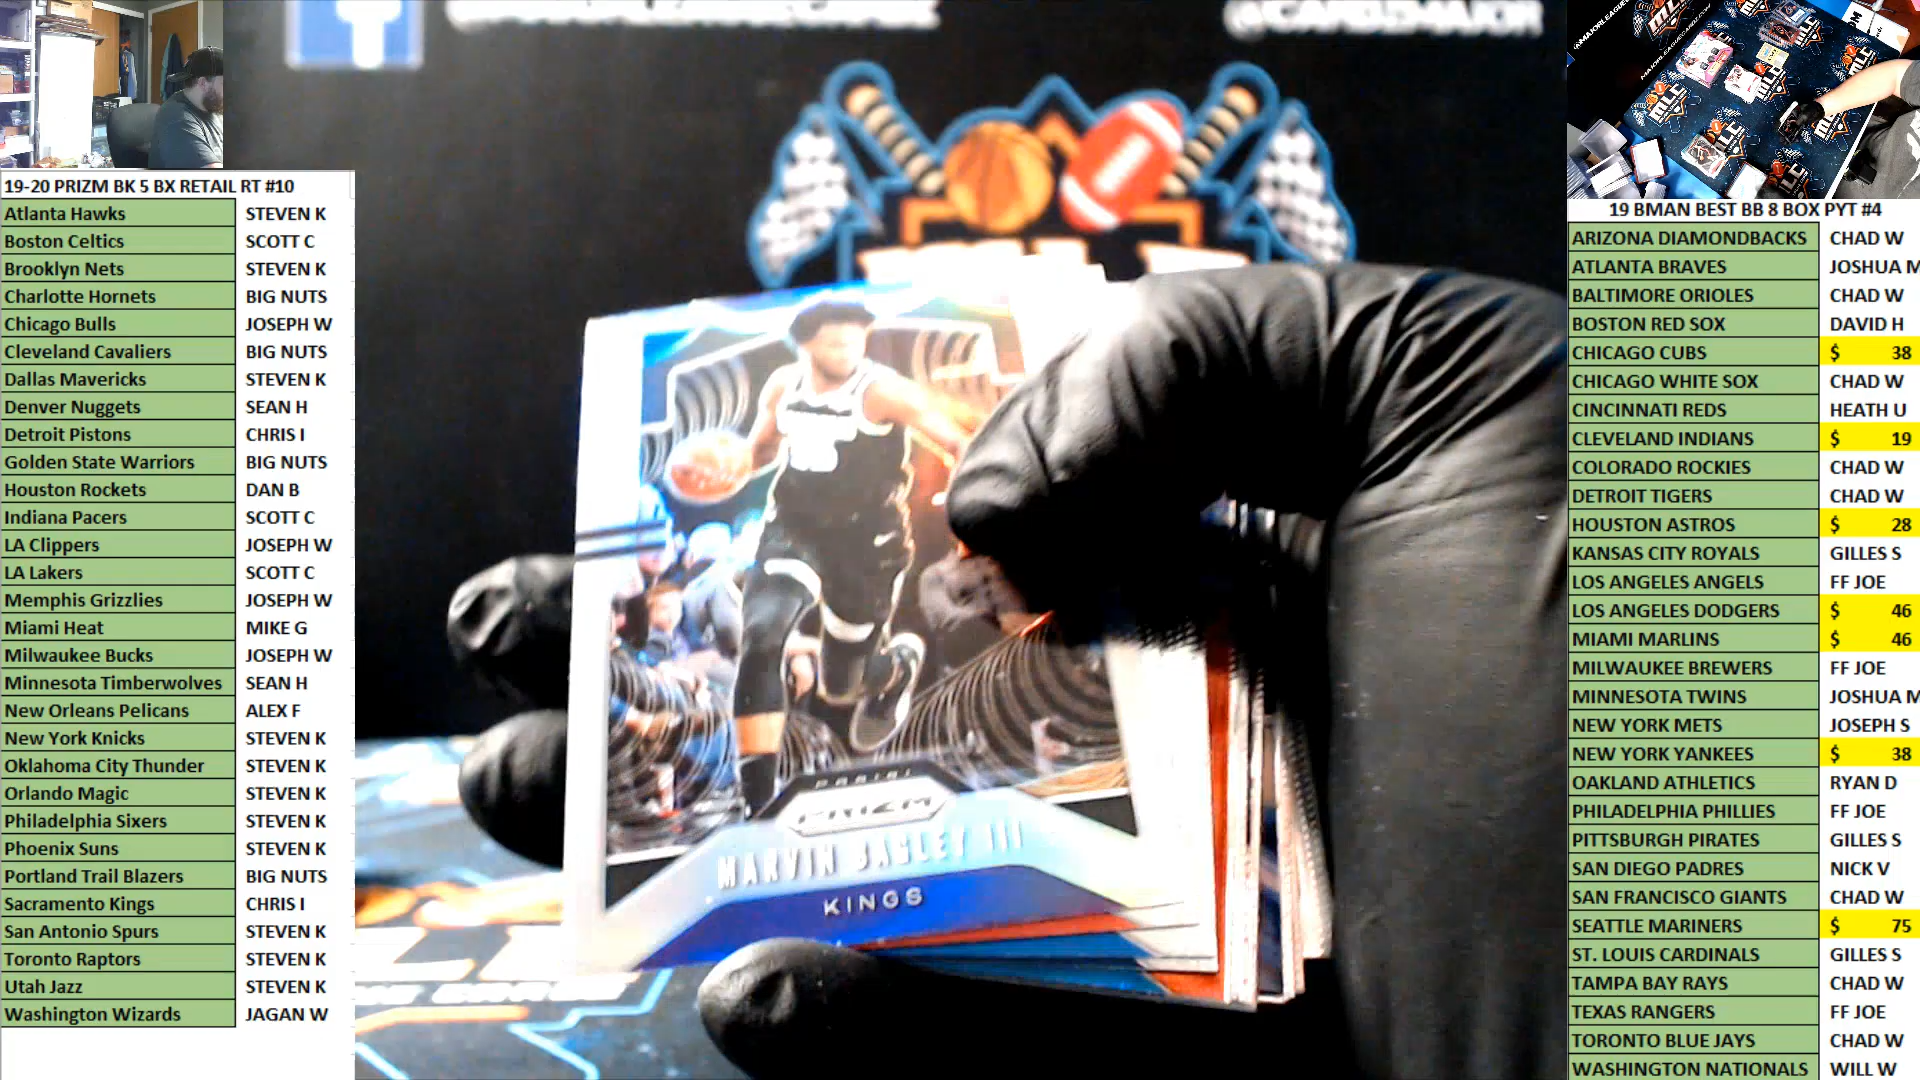 @CARDZMAJOR
19-20 PRIZM BK 5 BX RETAIL RT #10
Atlanta Hawks STEVEN K
Boston Celtics SCOTT C
Brooklyn Nets STEVEN K
Charlotte Hornets BIG NUTS
Chicago Bulls JOSEPH W
Cleveland Cavaliers BIG NUTS
Dallas Mavericks STEVEN K
Denver Nuggets SEAN H
Detroit Pistons CHRIS I
Golden State Warriors BIG NUTS
Houston Rockets DAN B
Indiana Pacers SCOTT C
LA Clippers JOSEPH W
LA Lakers SCOTT C
Memphis Grizzlies JOSEPH W
Miami Heat MIKE G
Milwaukee Bucks JOSEPH W
Minnesota Timberwolves SEAN H
New Orleans Pelicans ALEX F
New York Knicks STEVEN K
Oklahoma City Thunder STEVEN K
Orlando Magic STEVEN K
Philadelphia Sixers STEVEN K
Phoenix Suns STEVEN K
Portland Trail Blazers BIG NUTS
Sacramento Kings CHRIS I
San Antonio Spurs STEVEN K
Toronto Raptors STEVEN K
Utah Jazz STEVEN K
Washington Wizards JAGAN W
PANINI
PRIZM
MARVIN BAGLEY III
KINGS
MLC
19 BMAN BEST BB 8 BOX PYT #4
ARIZONA DIAMONDBACKS CHAD W
ATLANTA BRAVES JOSHUA M
BALTIMORE ORIOLES CHAD W
BOSTON RED SOX DAVID H
CHICAGO CUBS $ 38
CHICAGO WHITE SOX CHAD W
CINCINNATI REDS HEATH U
CLEVELAND INDIANS $ 19
COLORADO ROCKIES CHAD W
DETROIT TIGERS CHAD W
HOUSTON ASTROS $ 28
KANSAS CITY ROYALS GILLES S
LOS ANGELES ANGELS FF JOE
LOS ANGELES DODGERS $ 46
MIAMI MARLINS $ 46
MILWAUKEE BREWERS FF JOE
MINNESOTA TWINS JOSHUA M
NEW YORK METS JOSEPH S
NEW YORK YANKEES $ 38
OAKLAND ATHLETICS RYAN D
PHILADELPHIA PHILLIES FF JOE
PITTSBURGH PIRATES GILLES S
SAN DIEGO PADRES NICK V
SAN FRANCISCO GIANTS CHAD W
SEATTLE MARINERS $ 75
ST. LOUIS CARDINALS GILLES S
TAMPA BAY RAYS CHAD W
TEXAS RANGERS FF JOE
TORONTO BLUE JAYS CHAD W
WASHINGTON NATIONALS WILL W